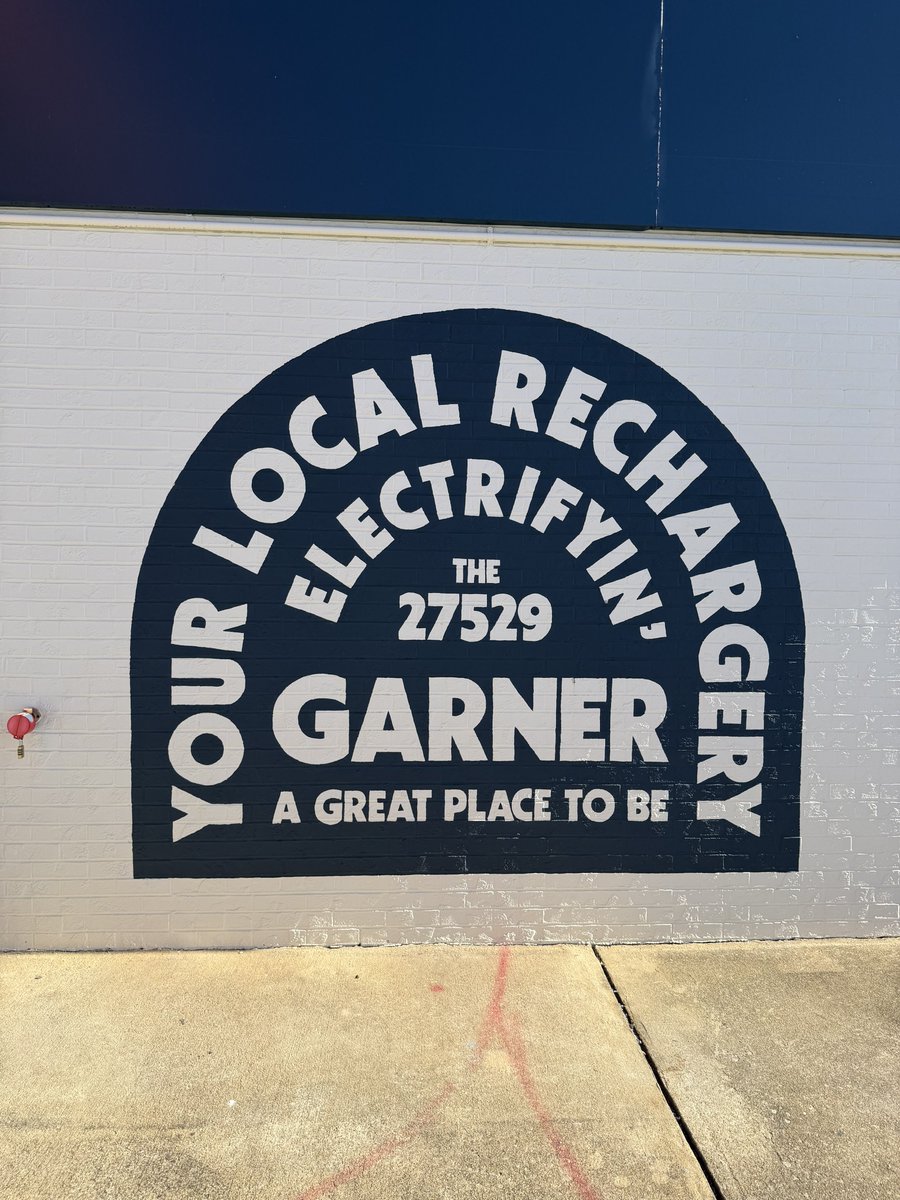 YOUR LOCAL RECHARGERY
ELECTRIFYIN'
THE
27529
GARNER
A GREAT PLACE TO BE